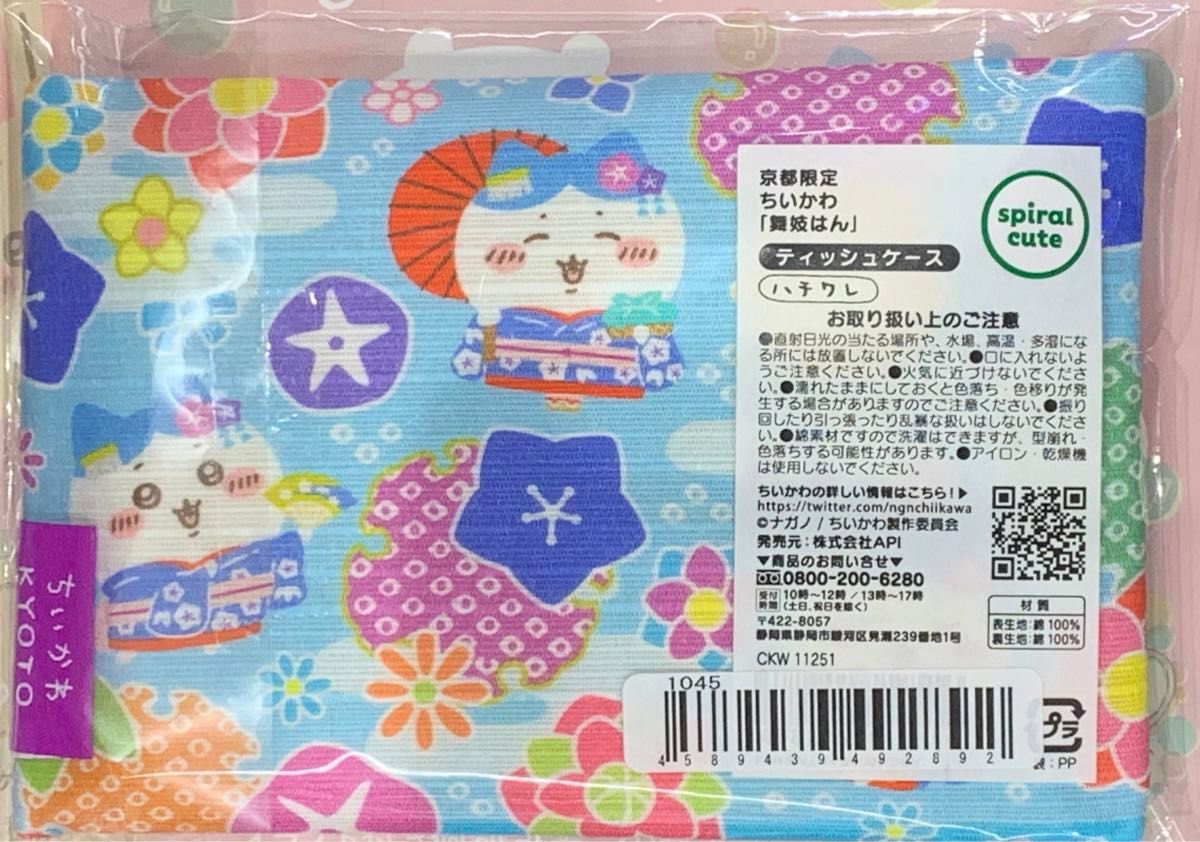 京都限定
ちいかわ
「舞妓はん」
spiral
cute
ティッシュケース
ハチワレ
お取り扱い上のご注意
●直射日光の当たる場所や、水場、高温・多湿にな
る所には放置しないでください。●口に入れないよ
うご注意ください。●火気に近づけないでくださ
い。●濡れたままにしておくと色落ち・色移りが発
生する場合がありますのでご注意ください。●振り
回したり引っ張ったり乱暴な扱いはしないでくださ
い。●綿素材ですので洗濯はできますが、型崩れ・
色落ちする可能性があります。●アイロン・乾燥機
は使用しないでください。
ちいかわの詳しい情報はこちら!▶
https://twitter.com/ngnchiikawa
©ナガノ / ちいかわ製作委員会
発売元:株式会社API
▼商品のお問い合せ▼
0800-200-6280
受付時間 10時〜12時/13時〜17時
(土日、祝日を除く)
〒422-8057
静岡県静岡市駿河区見瀬239番地1号
CKW 11251
材質
表生地:綿100%
裏生地:綿100%
1045
4589439492892
プラ
袋:PP
ちいかわ
KYOTO